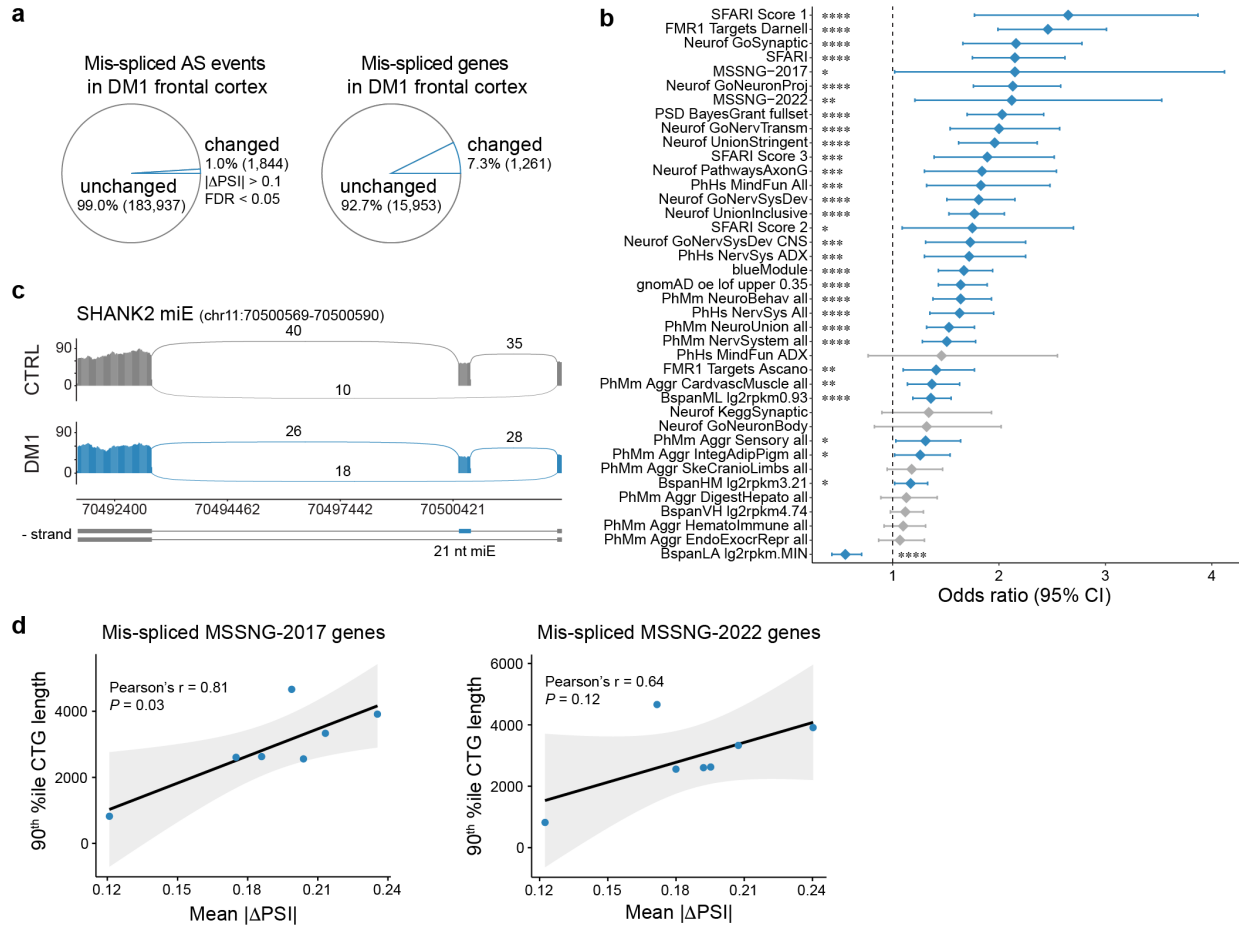 a
Mis-spliced AS events
in DM1 frontal cortex
changed
1.0% (1,844)
|ΔPSI| > 0.1
FDR < 0.05
unchanged
99.0% (183,937)
Mis-spliced genes
in DM1 frontal cortex
changed
7.3% (1,261)
unchanged
92.7% (15,953)
b
SFARI Score 1 ****
FMR1 Targets Darnell ****
Neurof GoSynaptic ****
SFARI ****
MSSNG−2017 *
Neurof GoNeuronProj ****
MSSNG−2022 **
PSD BayesGrant fullset ****
Neurof GoNervTransm ****
Neurof UnionStringent ****
SFARI Score 3 ***
Neurof PathwaysAxonG ***
PhHs MindFun All ***
Neurof GoNervSysDev ****
Neurof UnionInclusive ****
SFARI Score 2 *
Neurof GoNervSysDev CNS ***
PhHs NervSys ADX ***
blueModule ****
gnomAD oe lof upper 0.35 ****
PhMm NeuroBehav all ****
PhHs NervSys All ****
PhMm NeuroUnion all ****
PhMm NervSystem all ****
PhHs MindFun ADX
FMR1 Targets Ascano **
PhMm Aggr CardvascMuscle all **
BspanML lg2rpkm0.93 ****
Neurof KeggSynaptic
Neurof GoNeuronBody
PhMm Aggr Sensory all *
PhMm Aggr IntegAdipPigm all *
PhMm Aggr SkeCranioLimbs all
BspanHM lg2rpkm3.21 *
PhMm Aggr DigestHepato all
BspanVH lg2rpkm4.74
PhMm Aggr HematoImmune all
PhMm Aggr EndoExocrRepr all
BspanLA lg2rpkm.MIN ****
1 2 3 4
Odds ratio (95% CI)
c
SHANK2 miE (chr11:70500569-70500590)
CTRL
90
0
40
35
10
DM1
90
0
26
28
18
70492400 70494462 70497442 70500421
- strand
21 nt miE
d
Mis-spliced MSSNG-2017 genes
Pearson's r = 0.81
P = 0.03
90th %ile CTG length
4000
2000
0
0.12 0.15 0.18 0.21 0.24
Mean |ΔPSI|
Mis-spliced MSSNG-2022 genes
Pearson's r = 0.64
P = 0.12
90th %ile CTG length
6000
4000
2000
0
0.12 0.15 0.18 0.21 0.24
Mean |ΔPSI|